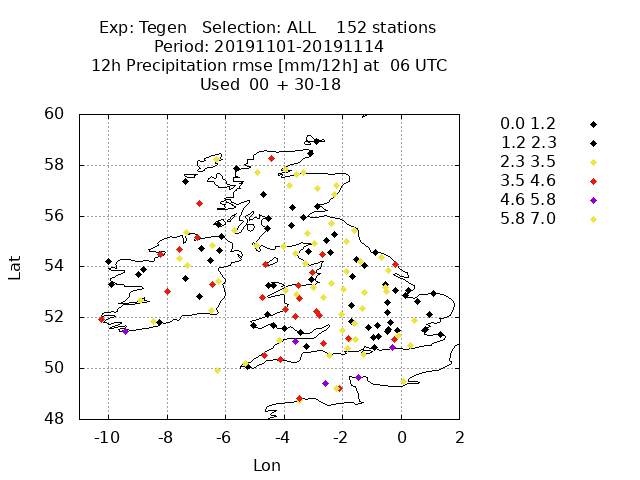 Exp: Tegen Selection: ALL 152 stations
Period: 20191101-20191114
12h Precipitation rmse [mm/12h] at 06 UTC
Used 00 + 30-18
60
58
56
54
52
50
48
-10 -8 -6 -4 -2 0 2
Lat
Lon
0.0 1.2
1.2 2.3
2.3 3.5
3.5 4.6
4.6 5.8
5.8 7.0